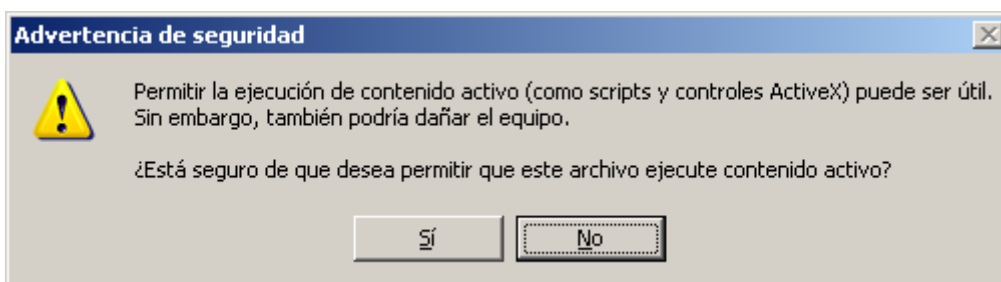 Advertencia de seguridad
Permitir la ejecución de contenido activo (como scripts y controles ActiveX) puede ser útil.
Sin embargo, también podría dañar el equipo.
¿Está seguro de que desea permitir que este archivo ejecute contenido activo?
Sí
No